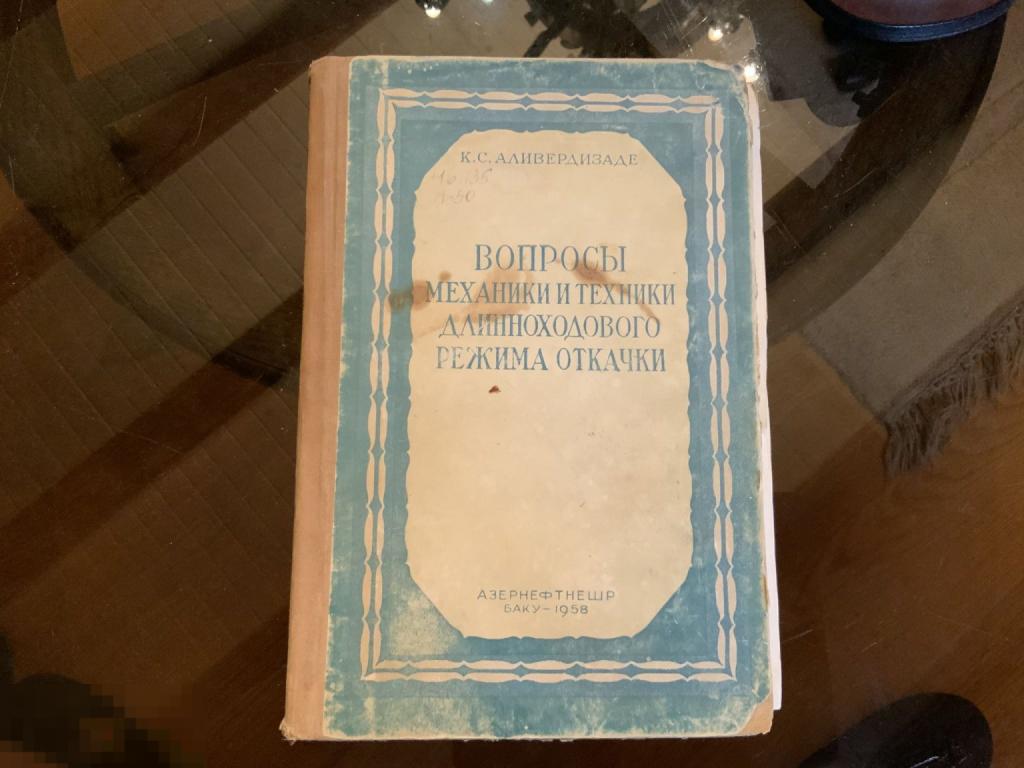 К. С. АЛИВЕРДИЗАДЕ
ВОПРОСЫ
МЕХАНИКИ И ТЕХНИКИ
ДЛИННОХОДОВОГО
РЕЖИМА ОТКАЧКИ
АЗЕРНЕФТНЕШР
БАКУ – 1958